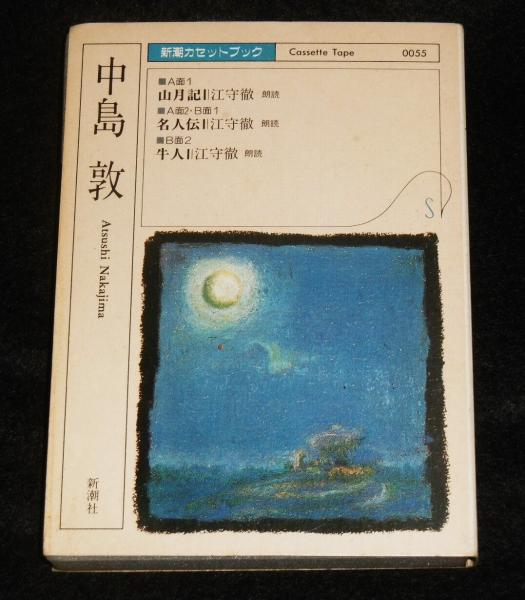 新潮カセットブック Cassette Tape 0055
■A面1
山月記‖江守徹 朗読
■A面2・B面1
名人伝‖江守徹 朗読
■B面2
牛人‖江守徹 朗読
S
中島 敦
Atsushi Nakajima
新潮社